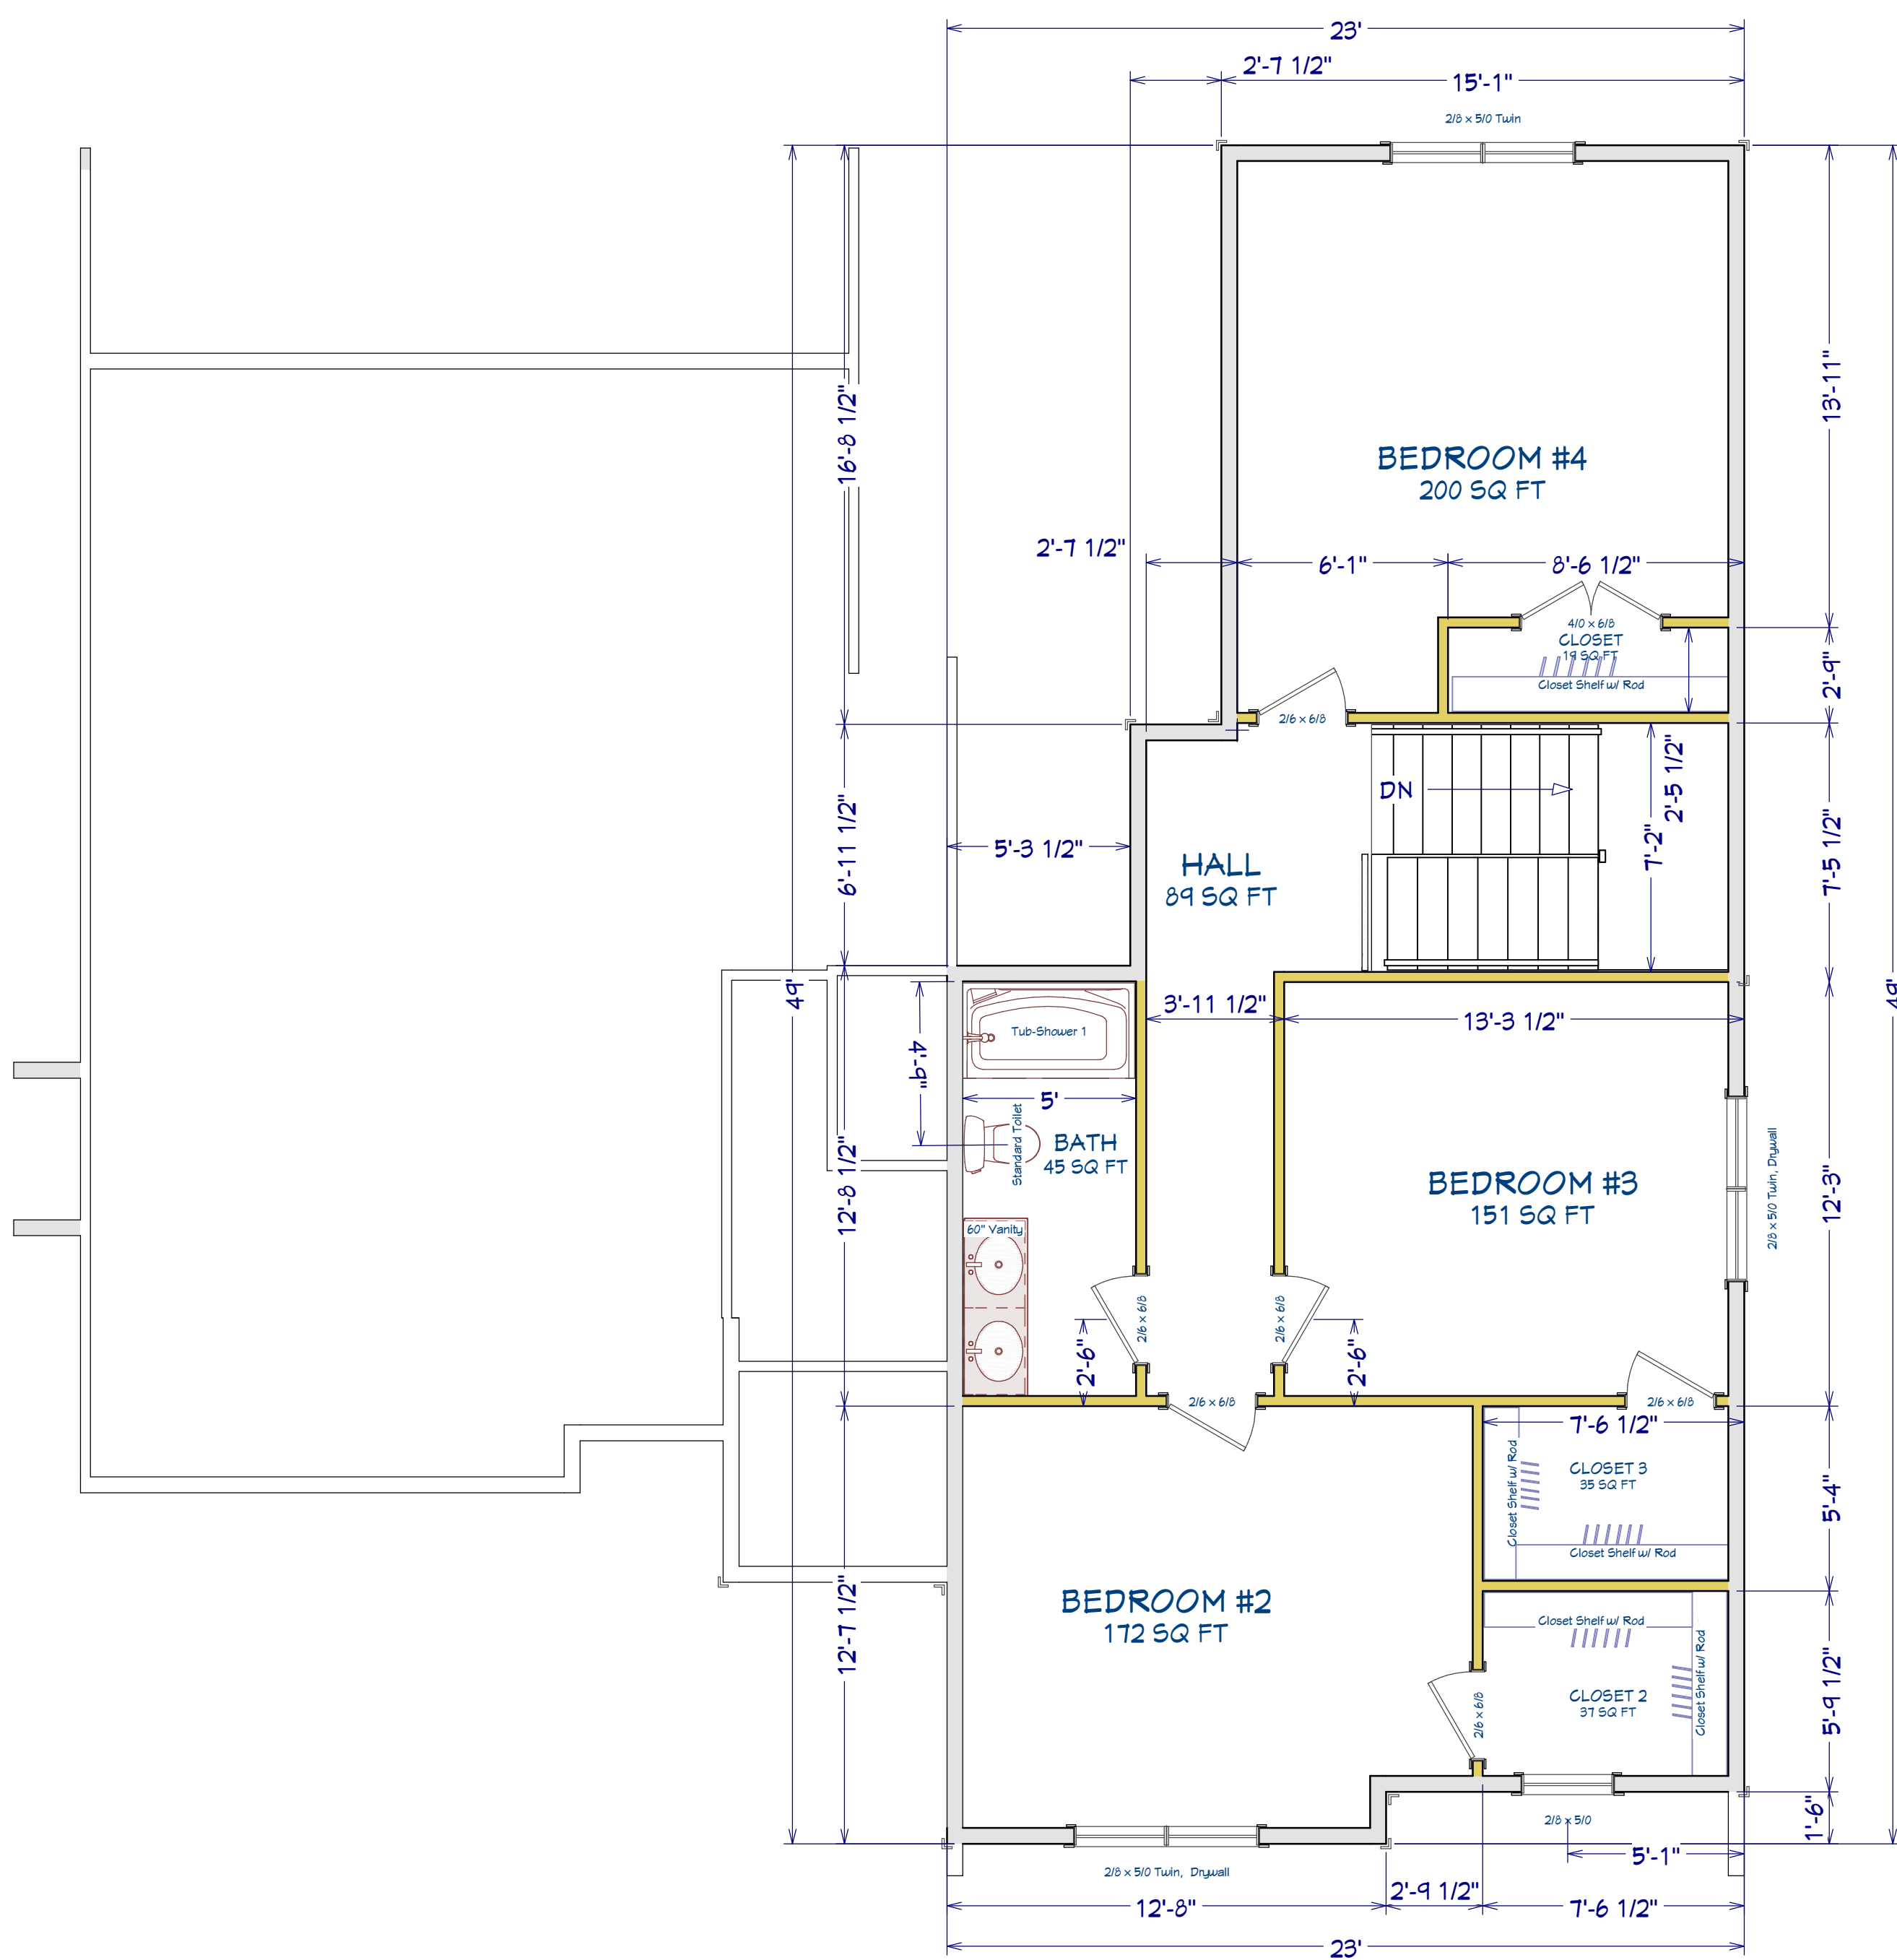 23'
2'-7 1/2"
15'-1"
2/8 x 5/0 Twin
16'-8 1/2"
13'-11"
BEDROOM #4
200 SQ FT
2'-7 1/2"
6'-1"
8'-6 1/2"
4/0 x 6/8
CLOSET
19 SQ FT
Closet Shelf w/ Rod
2'-9"
2/6 x 6/8
DN
2'-5 1/2"
7'-2"
7'-5 1/2"
6'-11 1/2"
5'-3 1/2"
HALL
89 SQ FT
49'
49'
3'-11 1/2"
13'-3 1/2"
Tub-Shower 1
4'-9"
5'
Standard Toilet
BATH
45 SQ FT
12'-8 1/2"
BEDROOM #3
151 SQ FT
2/8 x 5/0 Twin, Drywall
12'-3"
60" Vanity
2/6 x 6/8
2/6 x 6/8
2'-6"
2'-6"
2/6 x 6/8
2/6 x 6/8
7'-6 1/2"
Closet Shelf w/ Rod
CLOSET 3
35 SQ FT
5'-4"
Closet Shelf w/ Rod
BEDROOM #2
172 SQ FT
12'-7 1/2"
Closet Shelf w/ Rod
Closet Shelf w/ Rod
CLOSET 2
37 SQ FT
2/6 x 6/8
5'-9 1/2"
1'-6"
2/8 x 5/0
5'-1"
2/8 x 5/0 Twin, Drywall
12'-8"
2'-9 1/2"
7'-6 1/2"
23'